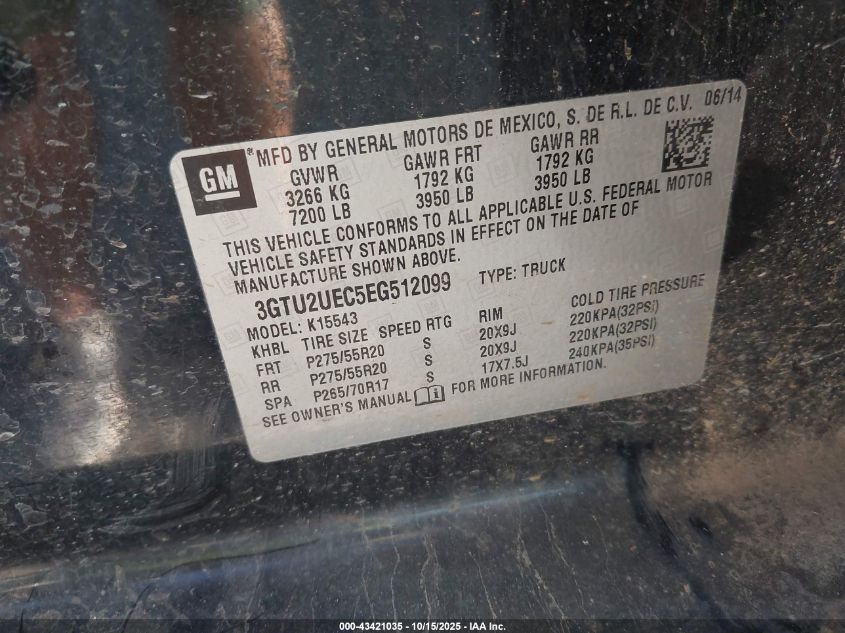 GM ® MFD BY GENERAL MOTORS DE MEXICO, S. DE R.L. DE C.V. 06/14
GVWR GAWR FRT GAWR RR
3266 KG 1792 KG 1792 KG
7200 LB 3950 LB 3950 LB
THIS VEHICLE CONFORMS TO ALL APPLICABLE U.S. FEDERAL MOTOR
VEHICLE SAFETY STANDARDS IN EFFECT ON THE DATE OF
MANUFACTURE SHOWN ABOVE.
3GTU2UEC5EG512099 TYPE: TRUCK
MODEL: K15543
KHBL TIRE SIZE SPEED RTG RIM COLD TIRE PRESSURE
FRT P275/55R20 S 20X9J 220KPA(32PSI)
RR P275/55R20 S 20X9J 220KPA(32PSI)
SPA P265/70R17 S 17X7.5J 240KPA(35PSI)
SEE OWNER'S MANUAL FOR MORE INFORMATION.
000-43421035 - 10/15/2025 - IAA Inc.